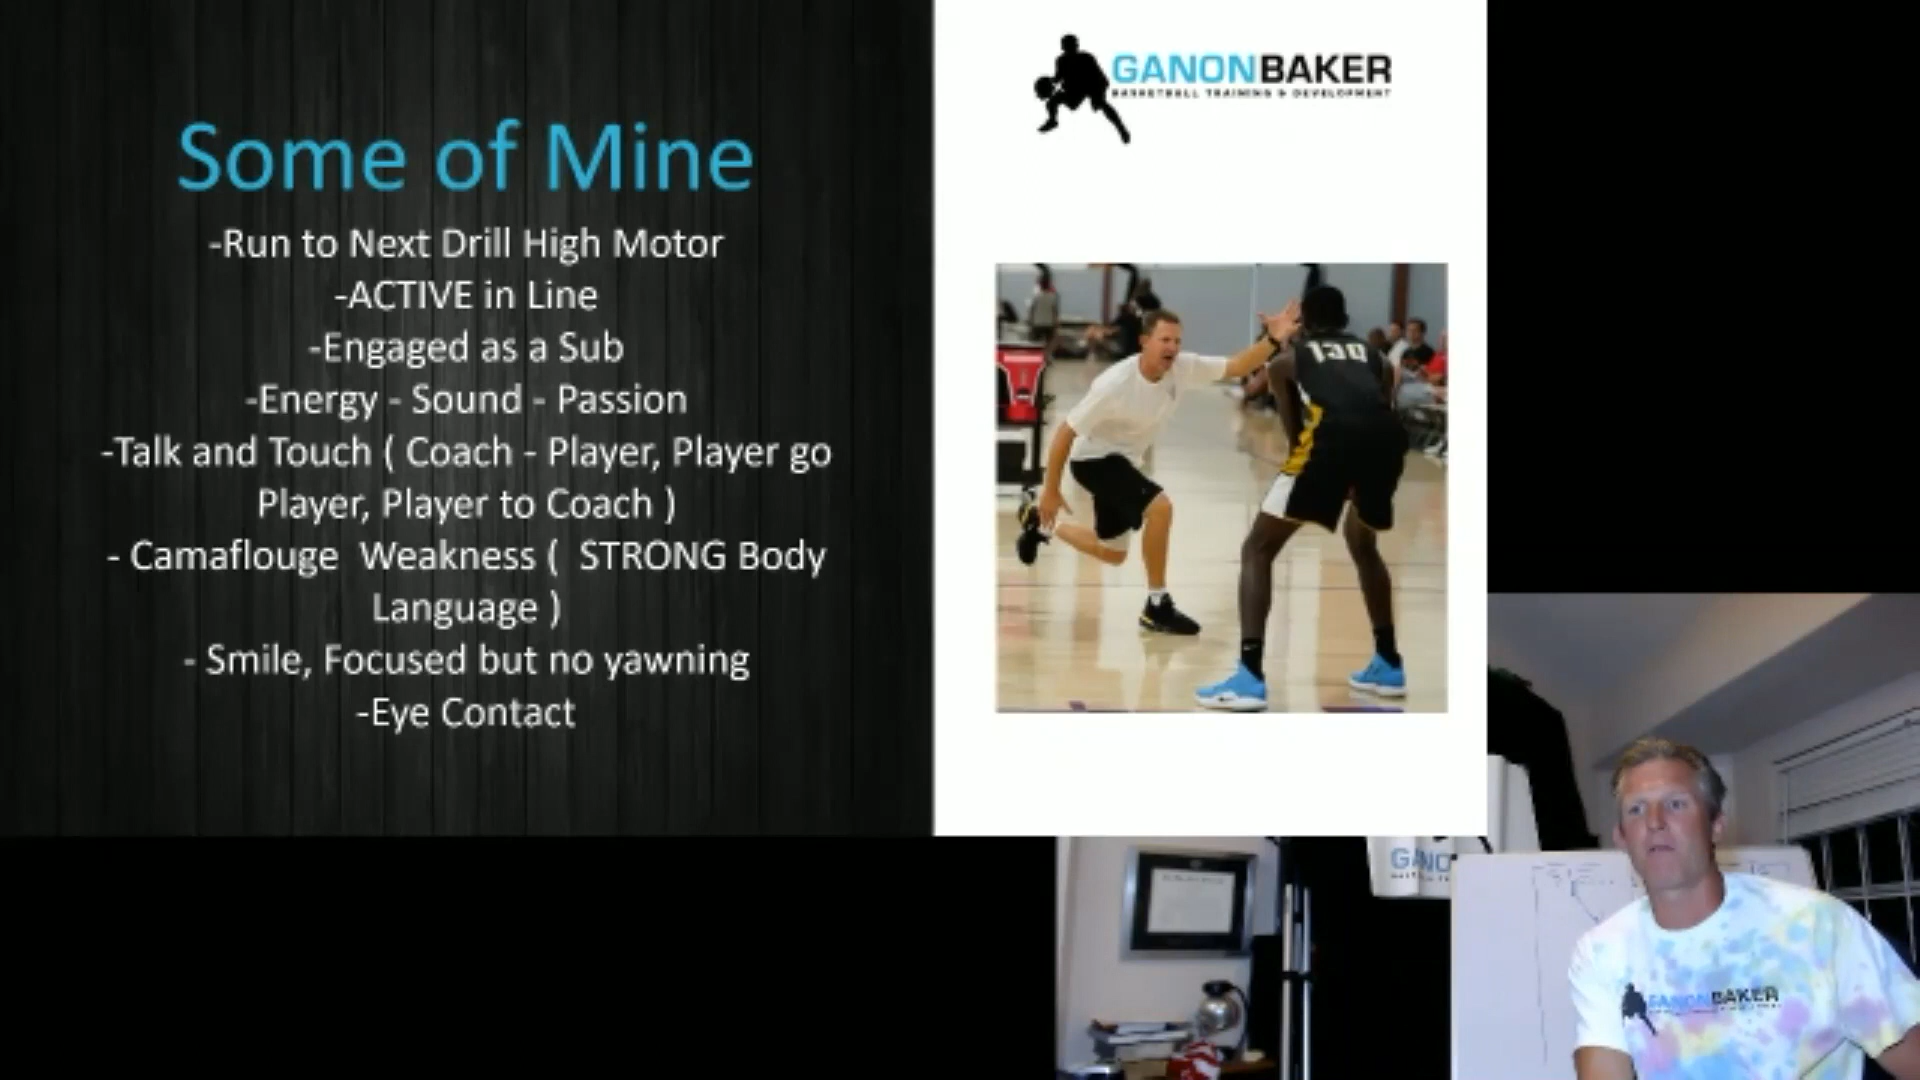 Some of Mine
-Run to Next Drill High Motor
-ACTIVE in Line
-Engaged as a Sub
-Energy - Sound - Passion
-Talk and Touch ( Coach - Player, Player go
Player, Player to Coach )
- Camaflouge Weakness ( STRONG Body
Language )
- Smile, Focused but no yawning
-Eye Contact
GANONBAKER
BASKETBALL TRAINING & DEVELOPMENT
130
GANO
GANONBAKER